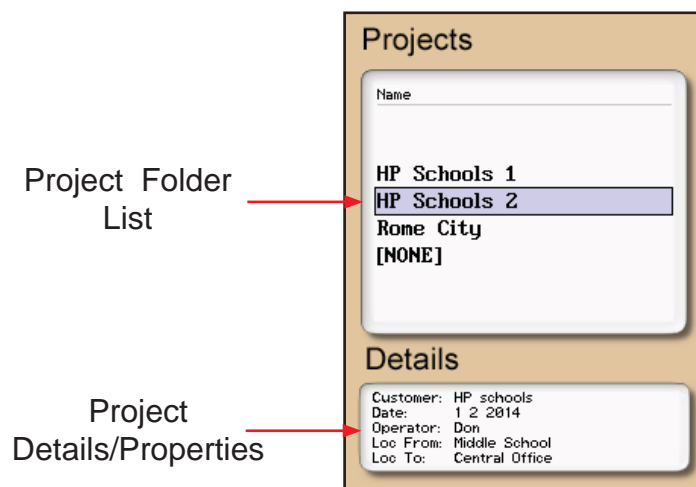 Projects
Name
HP Schools 1
HP Schools 2
Rome City
[NONE]
Project Folder
List
Details
Customer: HP schools
Date: 1 2 2014
Operator: Don
Loc From: Middle School
Loc To: Central Office
Project
Details/Properties